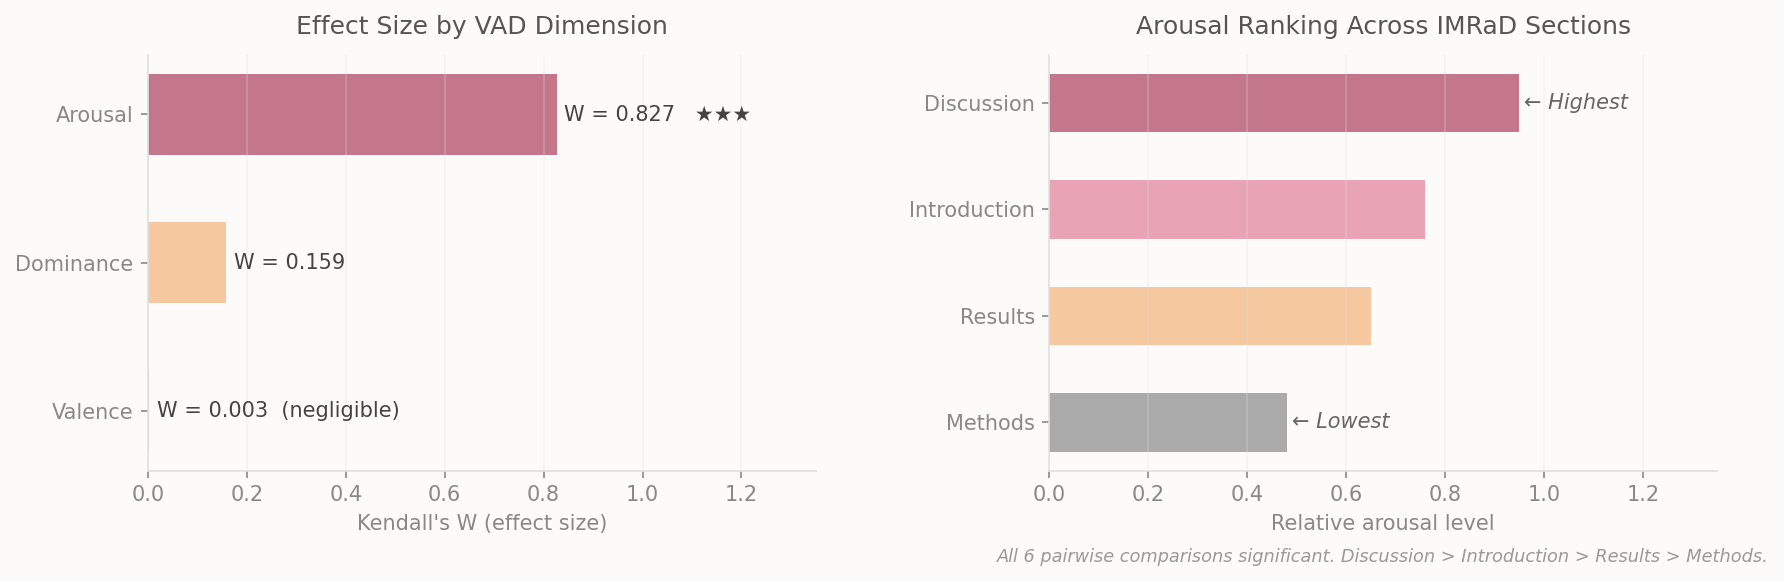 Effect Size by VAD Dimension
Arousal
W = 0.827 ★★★
Dominance
W = 0.159
Valence
W = 0.003 (negligible)
0.0 0.2 0.4 0.6 0.8 1.0 1.2
Kendall's W (effect size)
Arousal Ranking Across IMRaD Sections
Discussion
← Highest
Introduction
Results
Methods
← Lowest
0.0 0.2 0.4 0.6 0.8 1.0 1.2
Relative arousal level
All 6 pairwise comparisons significant. Discussion > Introduction > Results > Methods.